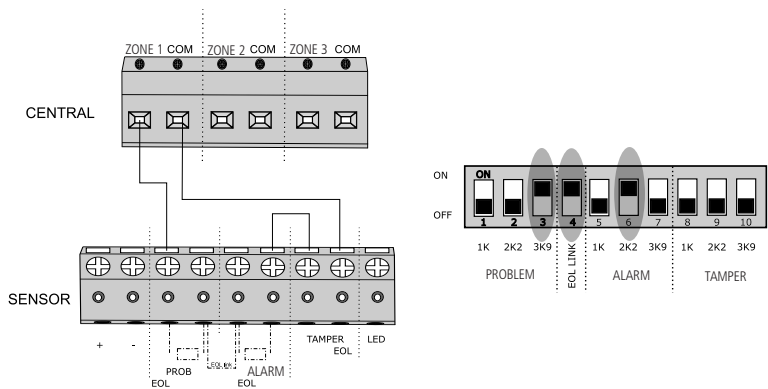 ZONE 1 COM ZONE 2 COM ZONE 3 COM
CENTRAL
SENSOR
+ - TAMPER LED
EOL
EOL link
PROB ALARM
EOL EOL
ON ON
OFF 1 2 3 4 5 6 7 8 9 10
1K 2K2 3K9 EOL LINK 1K 2K2 3K9 1K 2K2 3K9
PROBLEM ALARM TAMPER